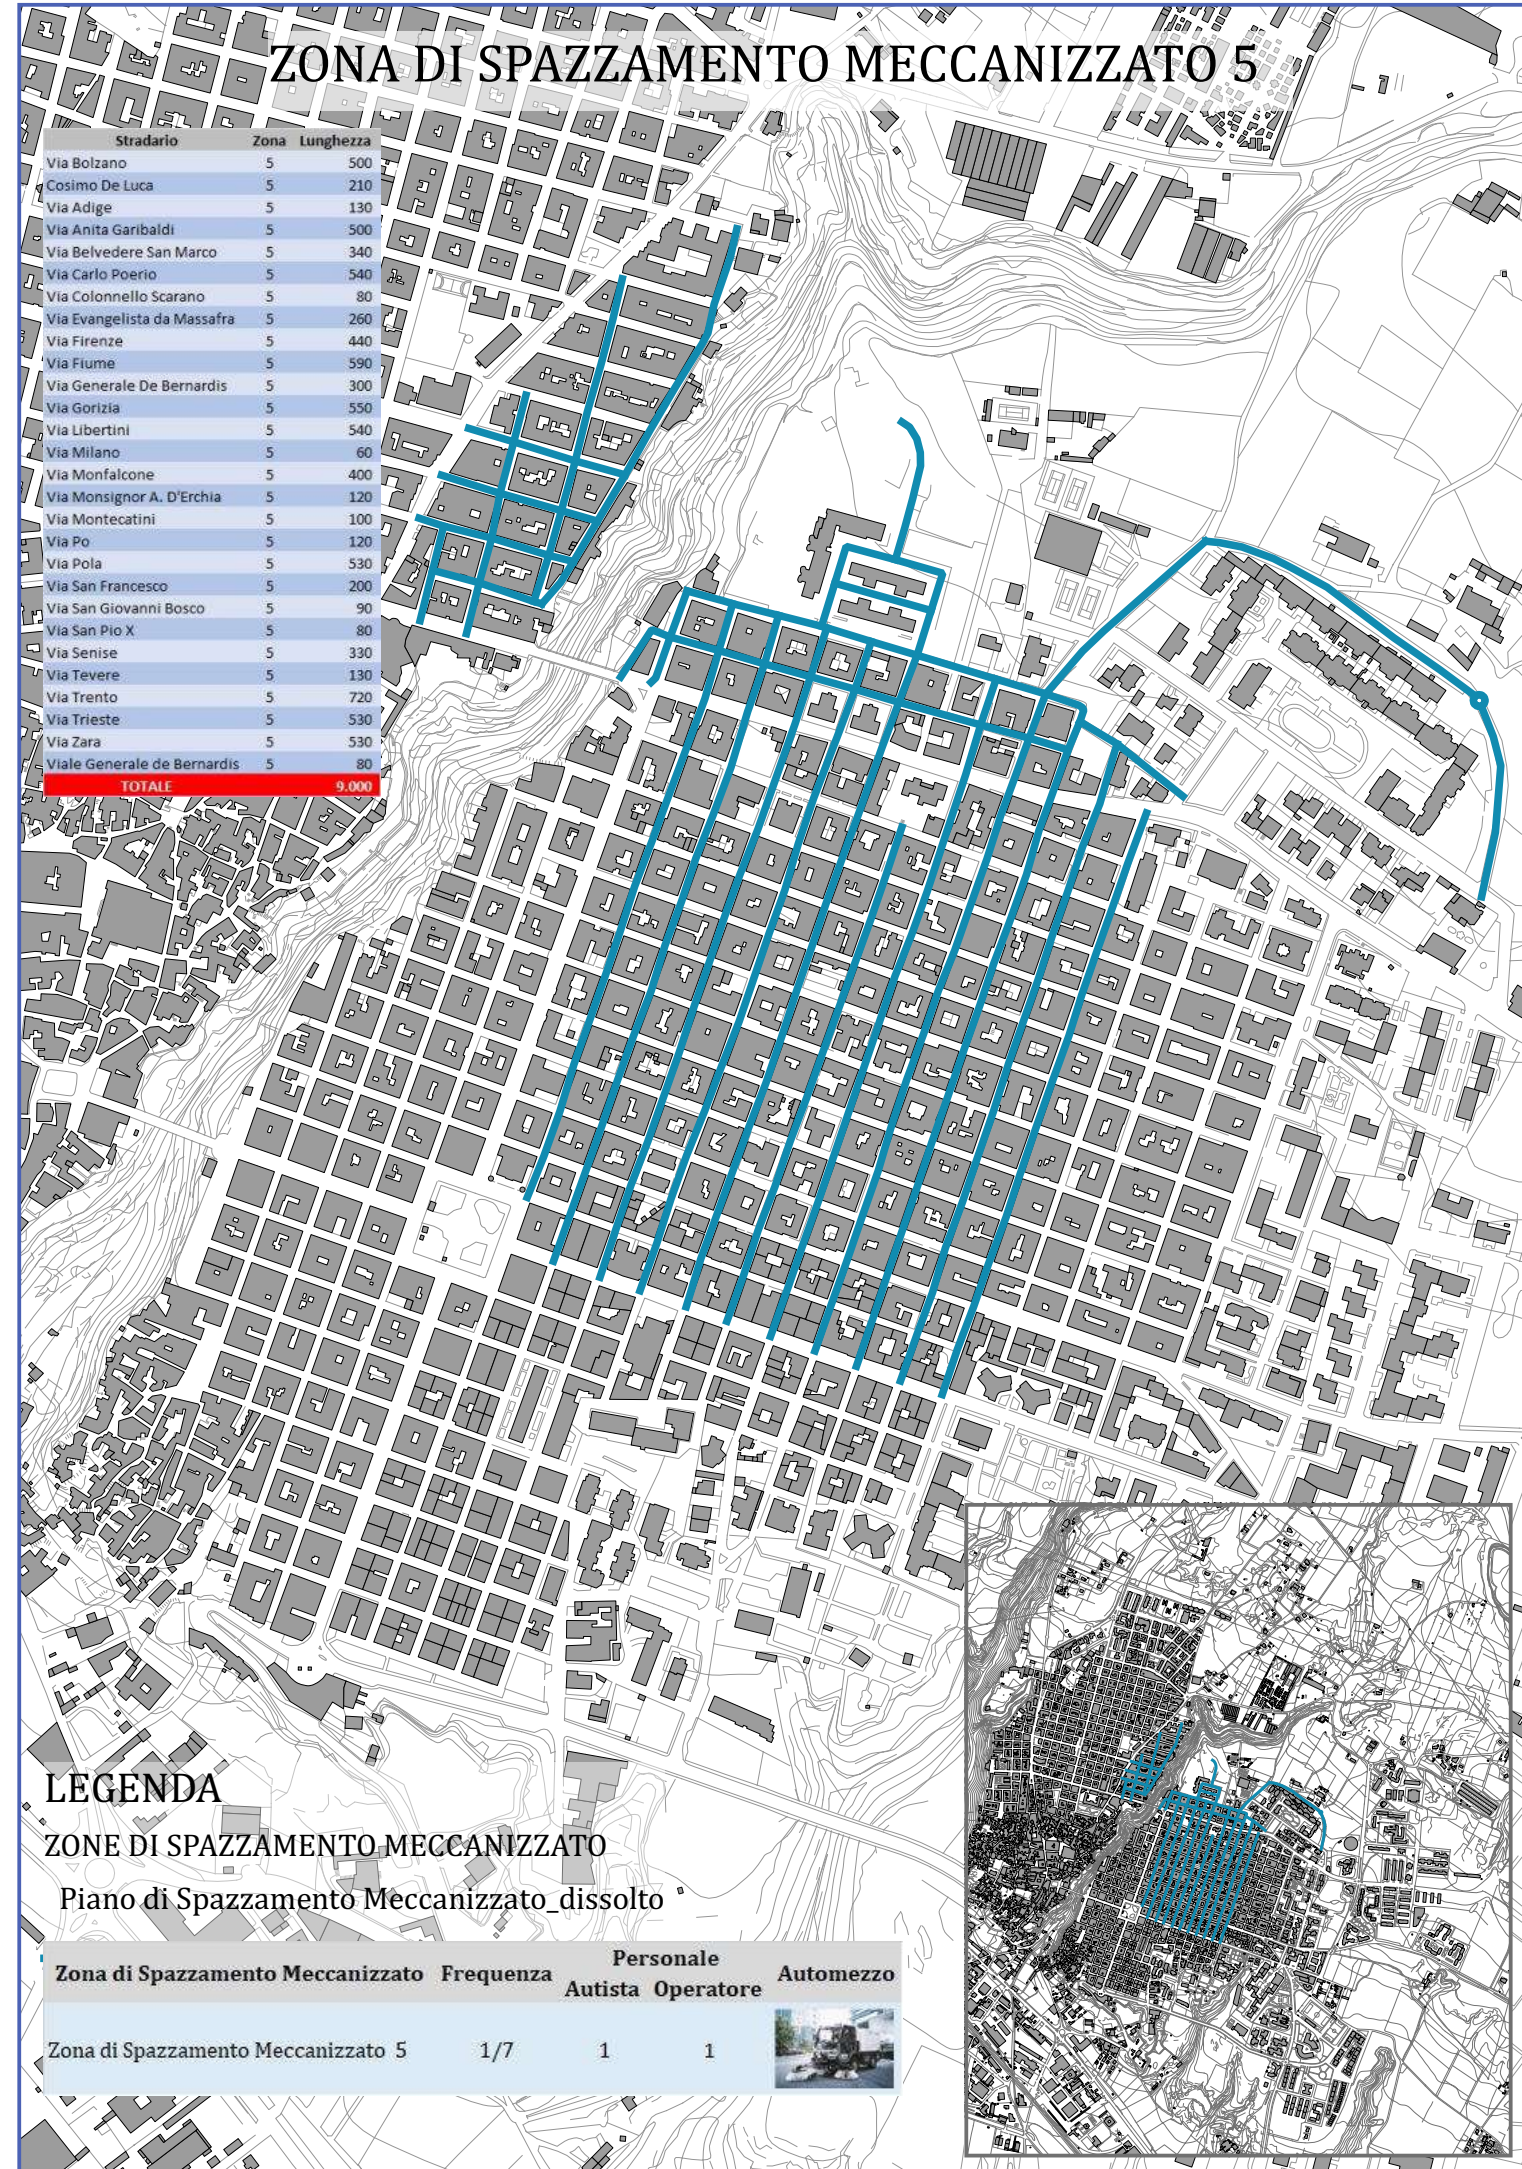 ZONA DI SPAZZAMENTO MECCANIZZATO 5
Stradario Zona Lunghezza
Via Bolzano 5 500
Cosimo De Luca 5 210
Via Adige 5 130
Via Anita Garibaldi 5 500
Via Belvedere San Marco 5 340
Via Carlo Poerio 5 540
Via Colonnello Scarano 5 80
Via Evangelista da Massafra 5 260
Via Firenze 5 440
Via Fiume 5 590
Via Generale De Bernardis 5 300
Via Gorizia 5 550
Via Libertini 5 540
Via Milano 5 60
Via Monfalcone 5 400
Via Monsignor A. D'Erchia 5 120
Via Montecatini 5 100
Via Po 5 120
Via Pola 5 530
Via San Francesco 5 200
Via San Giovanni Bosco 5 90
Via San Pio X 5 80
Via Senise 5 330
Via Tevere 5 130
Via Trento 5 720
Via Trieste 5 530
Via Zara 5 530
Viale Generale de Bernardis 5 80
TOTALE 9.000
LEGENDA
ZONE DI SPAZZAMENTO MECCANIZZATO
Piano di Spazzamento Meccanizzato_dissolto
Zona di Spazzamento Meccanizzato Frequenza Personale Automezzo
Autista Operatore
Zona di Spazzamento Meccanizzato 5 1/7 1 1